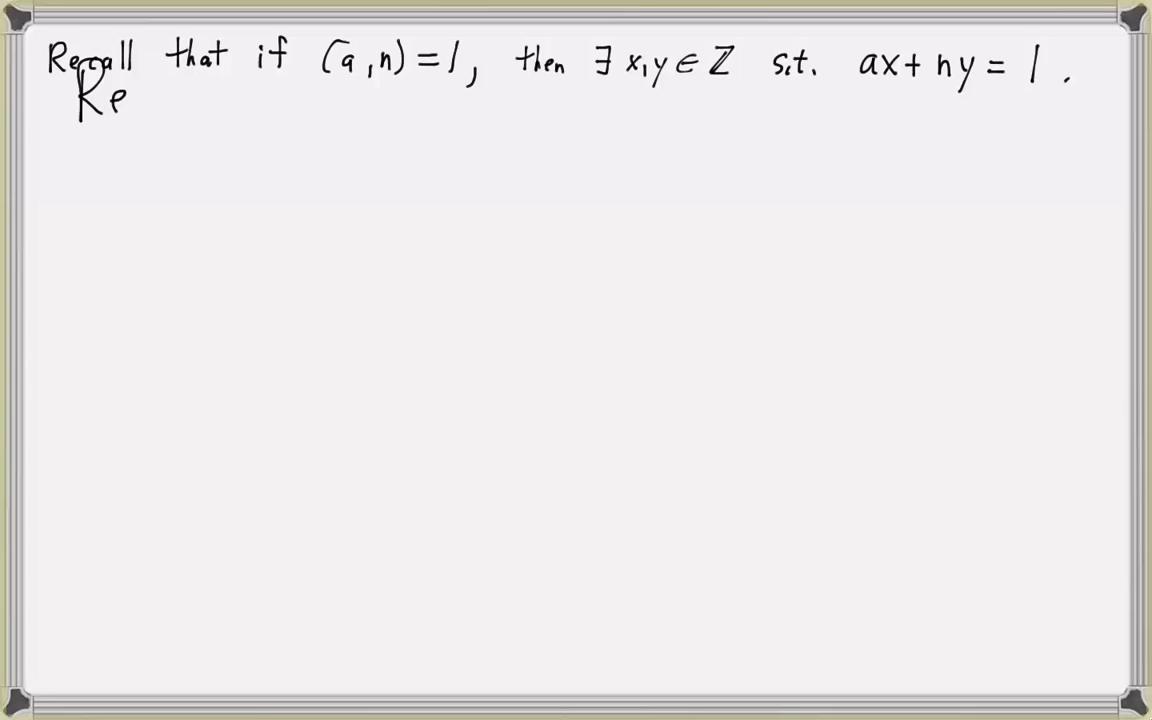 Recall that if (a,n)=1, then ∃ x,y ∈ ℤ s.t. ax + ny = 1.
Re